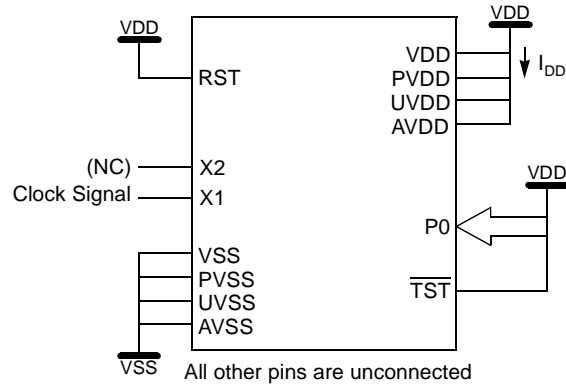 VDD
RST
(NC)
X2
Clock Signal
X1
VSS
PVSS
UVSS
AVSS
VSS
VDD
VDD
PVDD
UVDD
AVDD
I_DD
VDD
P0
TST
All other pins are unconnected